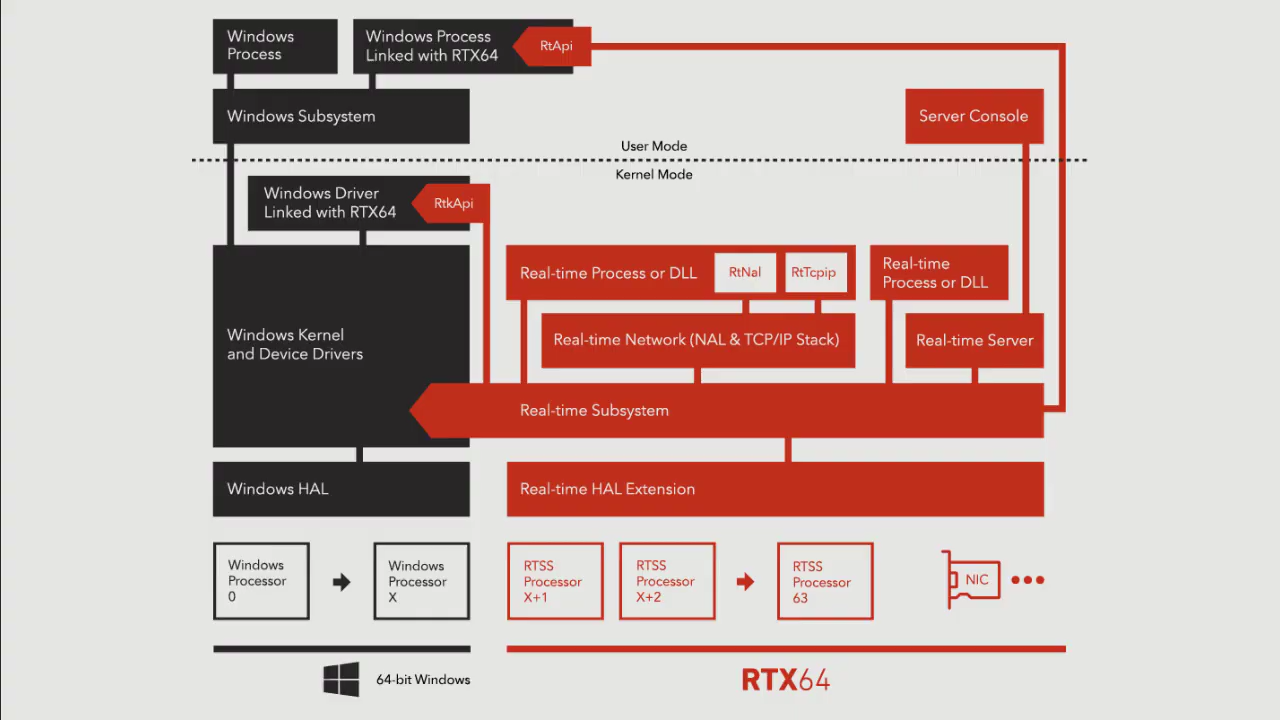 Windows
Process
Windows Process
Linked with RTX64
RtApi
Windows Subsystem
Server Console
User Mode
Kernel Mode
Windows Driver
Linked with RTX64
RtkApi
Real-time Process or DLL
RtNal
RtTcpip
Real-time
Process or DLL
Windows Kernel
and Device Drivers
Real-time Network (NAL & TCP/IP Stack)
Real-time Server
Real-time Subsystem
Windows HAL
Real-time HAL Extension
Windows
Processor
0
Windows
Processor
X
RTSS
Processor
X+1
RTSS
Processor
X+2
RTSS
Processor
63
NIC
64-bit Windows
RTX64